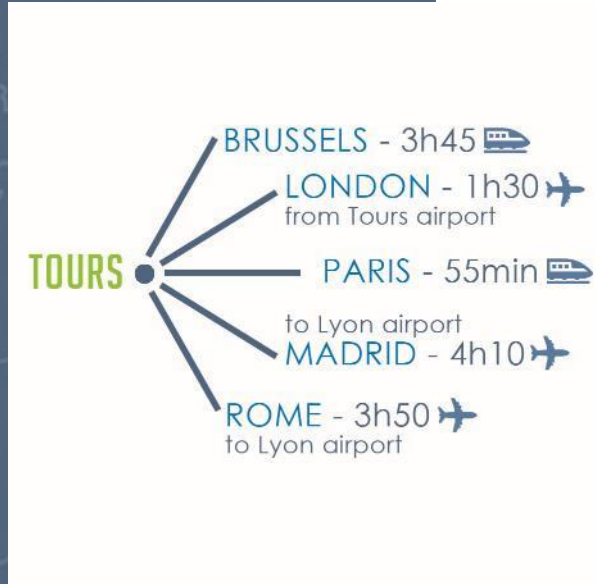 BRUSSELS - 3h45
LONDON - 1h30
from Tours airport
TOURS
PARIS - 55min
to Lyon airport
MADRID - 4h10
ROME - 3h50
to Lyon airport